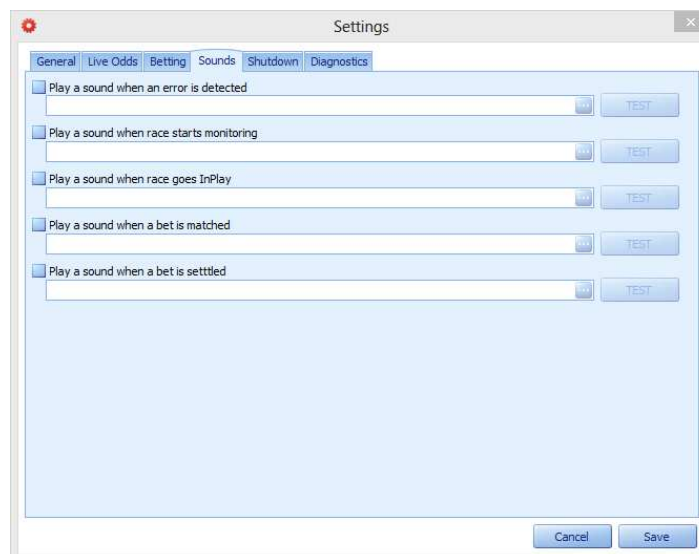 Settings
General Live Odds Betting Sounds Shutdown Diagnostics
Play a sound when an error is detected
... TEST
Play a sound when race starts monitoring
... TEST
Play a sound when race goes InPlay
... TEST
Play a sound when a bet is matched
... TEST
Play a sound when a bet is setttled
... TEST
Cancel Save